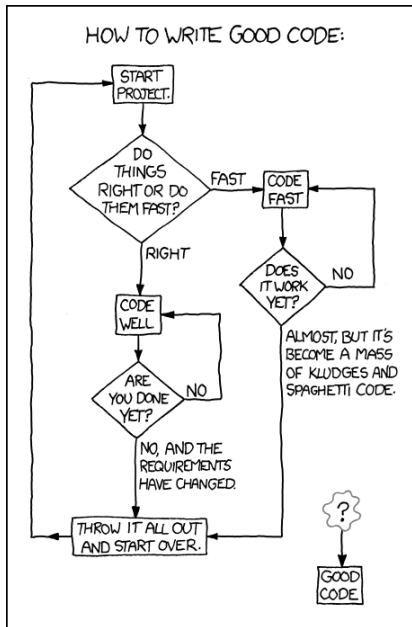 HOW TO WRITE GOOD CODE:
START
PROJECT.
DO
THINGS
RIGHT OR DO
THEM FAST?
FAST
CODE
FAST
RIGHT
DOES
IT WORK
YET?
NO
CODE
WELL
ALMOST, BUT IT'S
BECOME A MASS
OF KLUDGES AND
SPAGHETTI CODE.
ARE
YOU DONE
YET?
NO
NO, AND THE
REQUIREMENTS
HAVE CHANGED.
THROW IT ALL OUT
AND START OVER.
?
GOOD
CODE